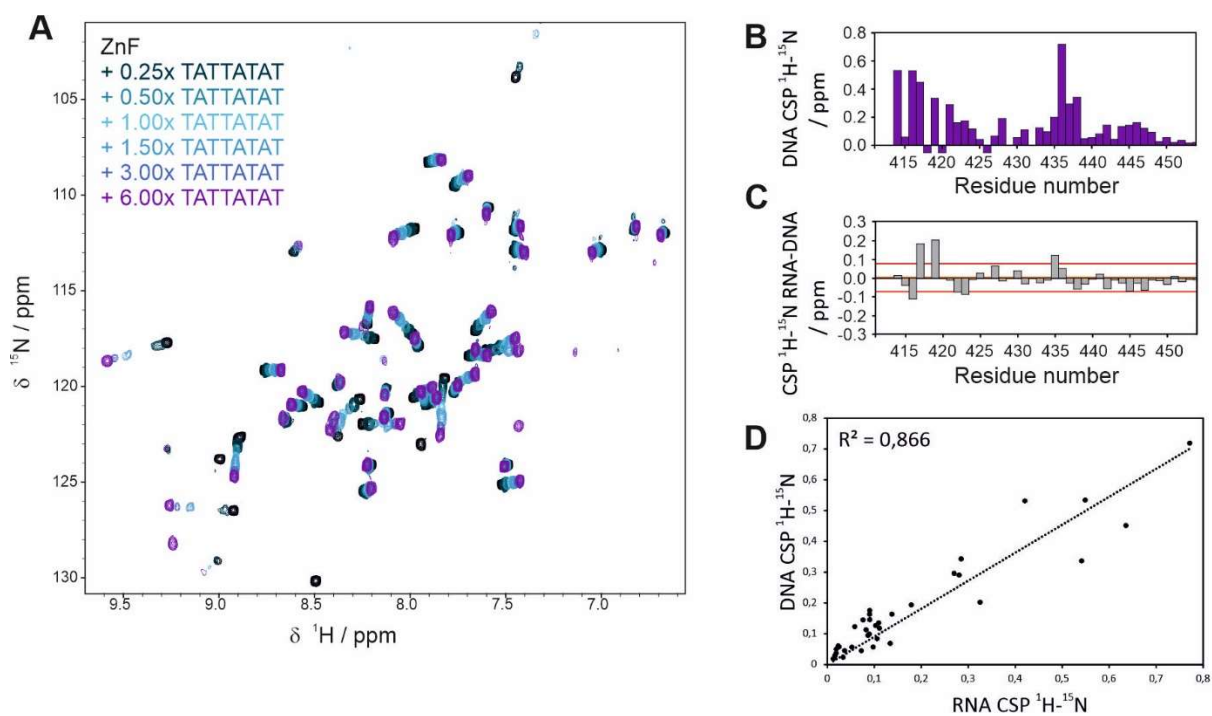 A
ZnF
+ 0.25x TATTATAT
+ 0.50x TATTATAT
+ 1.00x TATTATAT
+ 1.50x TATTATAT
+ 3.00x TATTATAT
+ 6.00x TATTATAT
105
110
115
120
125
130
δ ¹⁵N / ppm
9.5 9.0 8.5 8.0 7.5 7.0
δ ¹H / ppm
B
DNA CSP ¹H-¹⁵N
/ ppm
0.8
0.6
0.4
0.2
0.0
415 420 425 430 435 440 445 450
Residue number
C
CSP ¹H-¹⁵N RNA-DNA
/ ppm
0.3
0.2
0.1
0.0
-0.1
-0.2
-0.3
415 420 425 430 435 440 445 450
Residue number
D
R² = 0,866
DNA CSP ¹H-¹⁵N
0,8
0,7
0,6
0,5
0,4
0,3
0,2
0,1
0
0 0,1 0,2 0,3 0,4 0,5 0,6 0,7 0,8
RNA CSP ¹H-¹⁵N